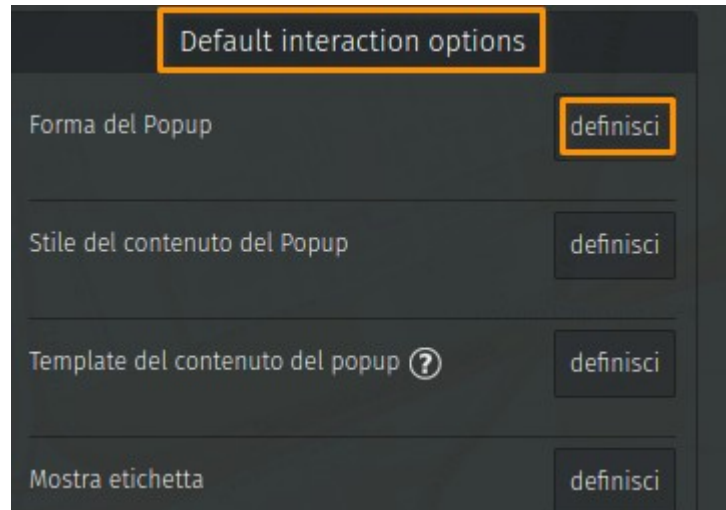 Default interaction options
Forma del Popup definisci
Stile del contenuto del Popup definisci
Template del contenuto del popup ? definisci
Mostra etichetta definisci